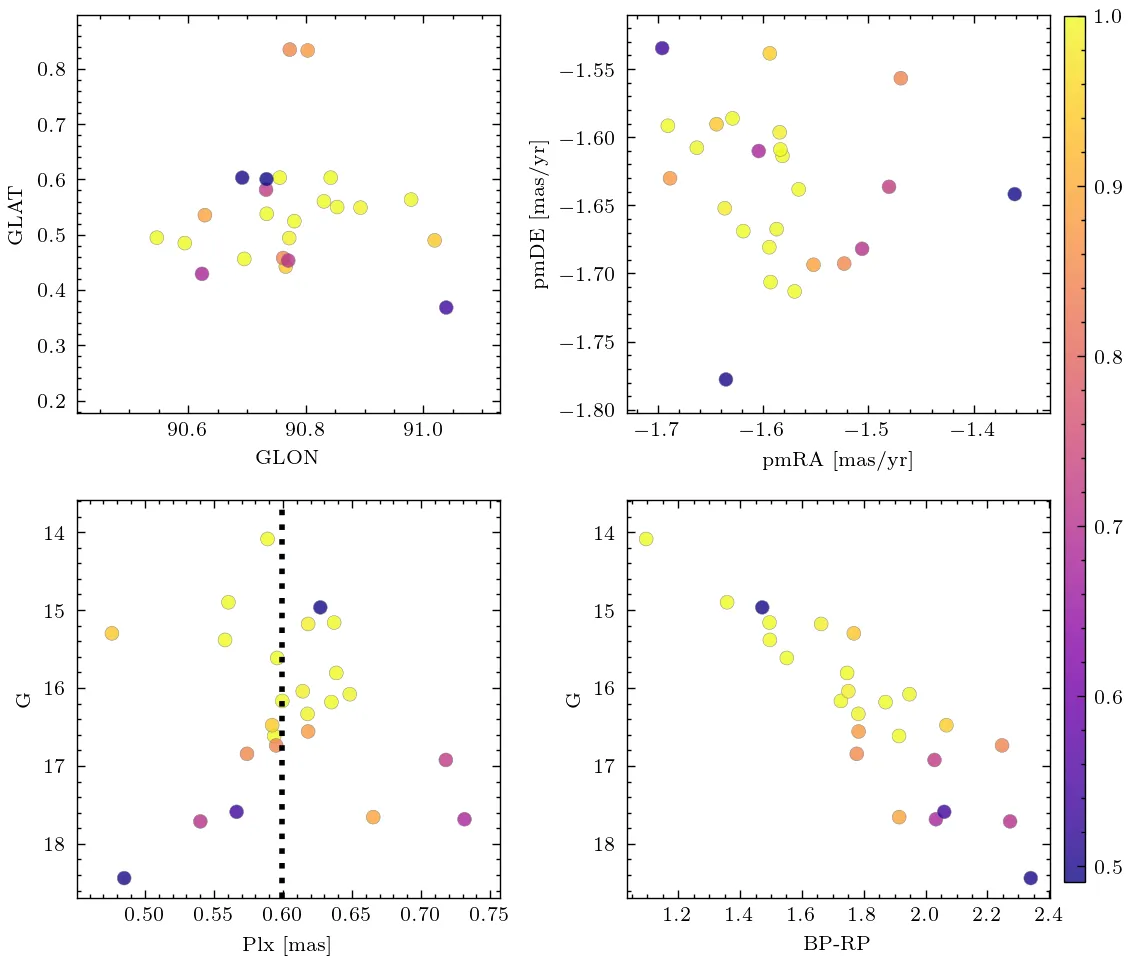 0.8
0.7
0.6
0.5
0.4
0.3
0.2
GLAT
90.6 90.8 91.0
GLON
−1.55
−1.60
−1.65
−1.70
−1.75
−1.80
pmDE [mas/yr]
−1.7 −1.6 −1.5 −1.4
pmRA [mas/yr]
14
15
16
17
18
G
0.50 0.55 0.60 0.65 0.70 0.75
Plx [mas]
14
15
16
17
18
G
1.2 1.4 1.6 1.8 2.0 2.2 2.4
BP-RP
1.0
0.9
0.8
0.7
0.6
0.5